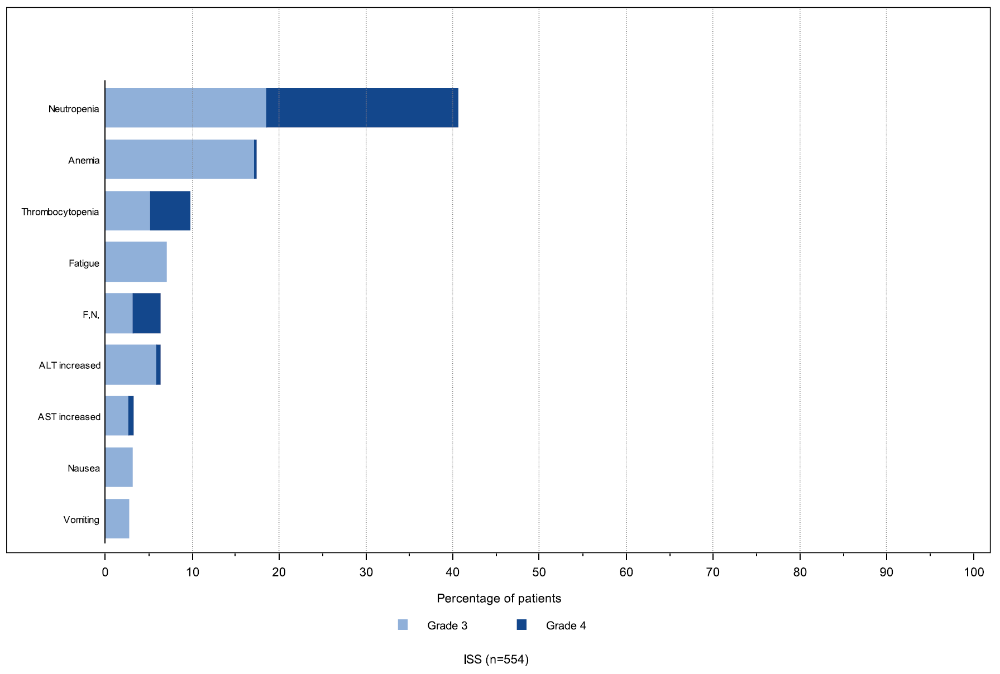 Neutropenia
Anemia
Thrombocytopenia
Fatigue
F.N.
ALT increased
AST increased
Nausea
Vomiting
0 10 20 30 40 50 60 70 80 90 100
Percentage of patients
Grade 3 Grade 4
ISS (n=554)